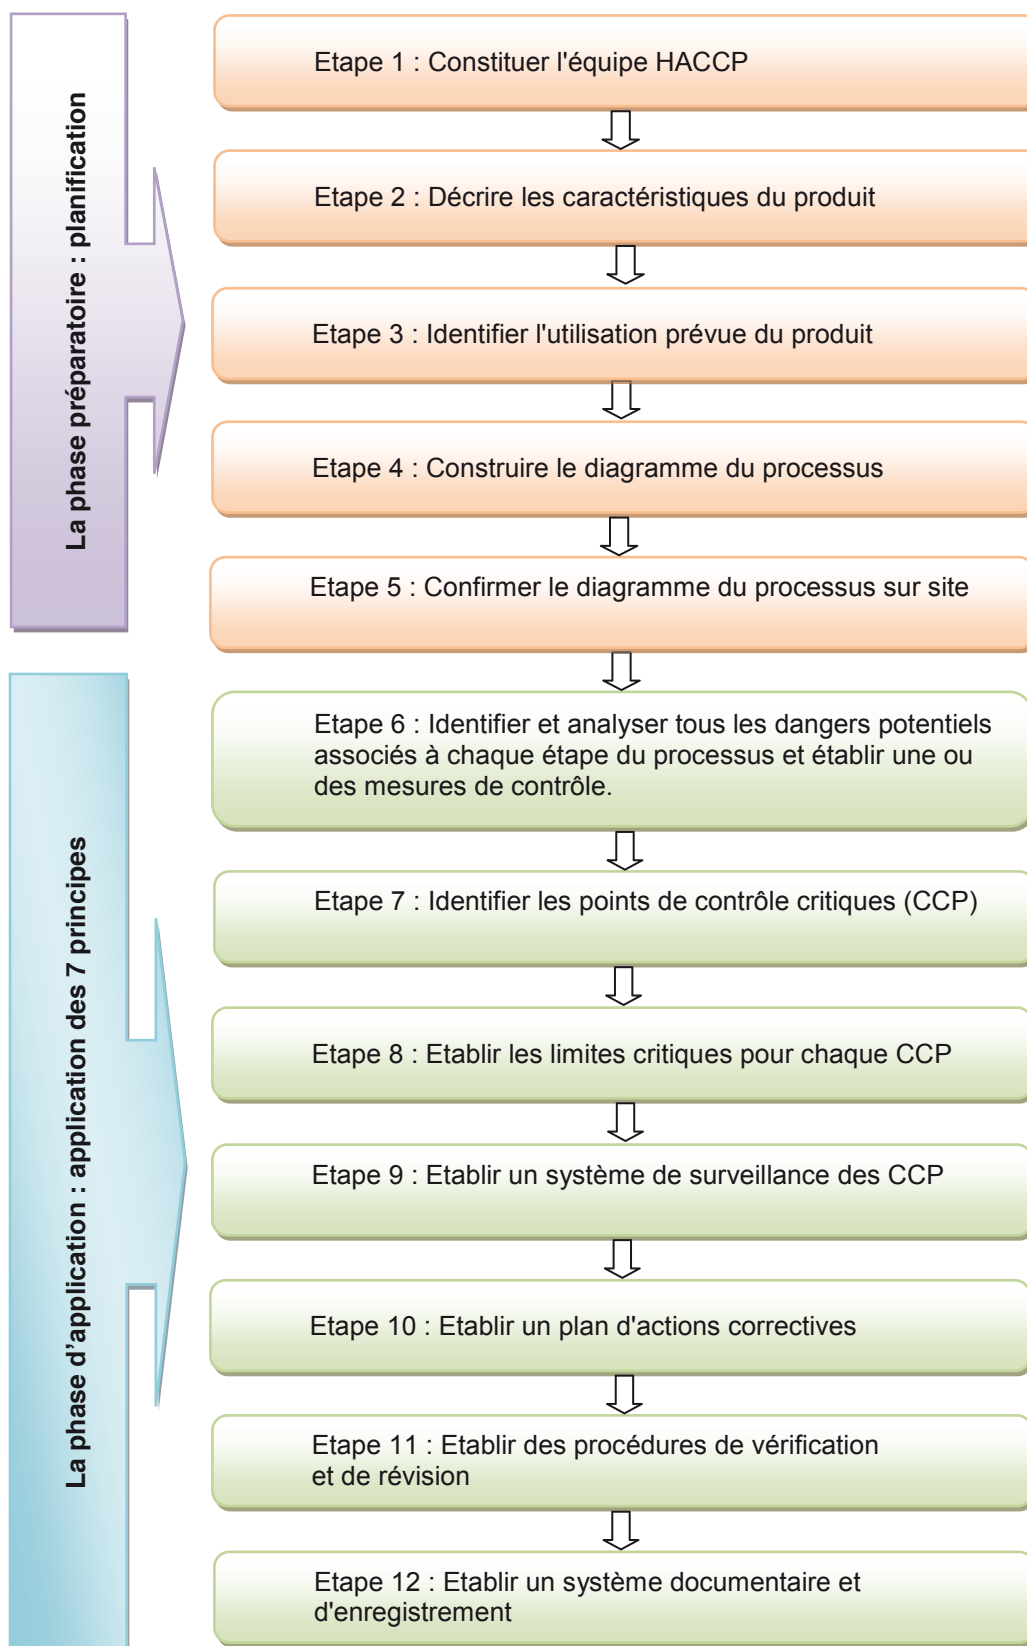 La phase préparatoire : planification
Etape 1 : Constituer l'équipe HACCP
Etape 2 : Décrire les caractéristiques du produit
Etape 3 : Identifier l'utilisation prévue du produit
Etape 4 : Construire le diagramme du processus
Etape 5 : Confirmer le diagramme du processus sur site
La phase d’application : application des 7 principes
Etape 6 : Identifier et analyser tous les dangers potentiels
associés à chaque étape du processus et établir une ou
des mesures de contrôle.
Etape 7 : Identifier les points de contrôle critiques (CCP)
Etape 8 : Etablir les limites critiques pour chaque CCP
Etape 9 : Etablir un système de surveillance des CCP
Etape 10 : Etablir un plan d'actions correctives
Etape 11 : Etablir des procédures de vérification
et de révision
Etape 12 : Etablir un système documentaire et
d'enregistrement